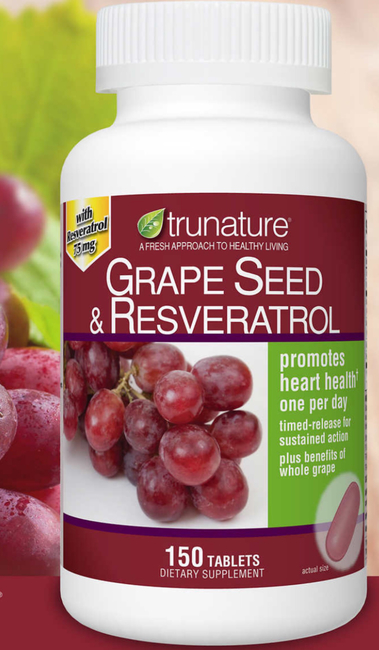 with
Resveratrol
75 mg
trunature®
A FRESH APPROACH TO HEALTHY LIVING
GRAPE SEED
& RESVERATROL
promotes
heart health†
one per day
timed-release for
sustained action
plus benefits of
whole grape
actual size
150 TABLETS
DIETARY SUPPLEMENT
®